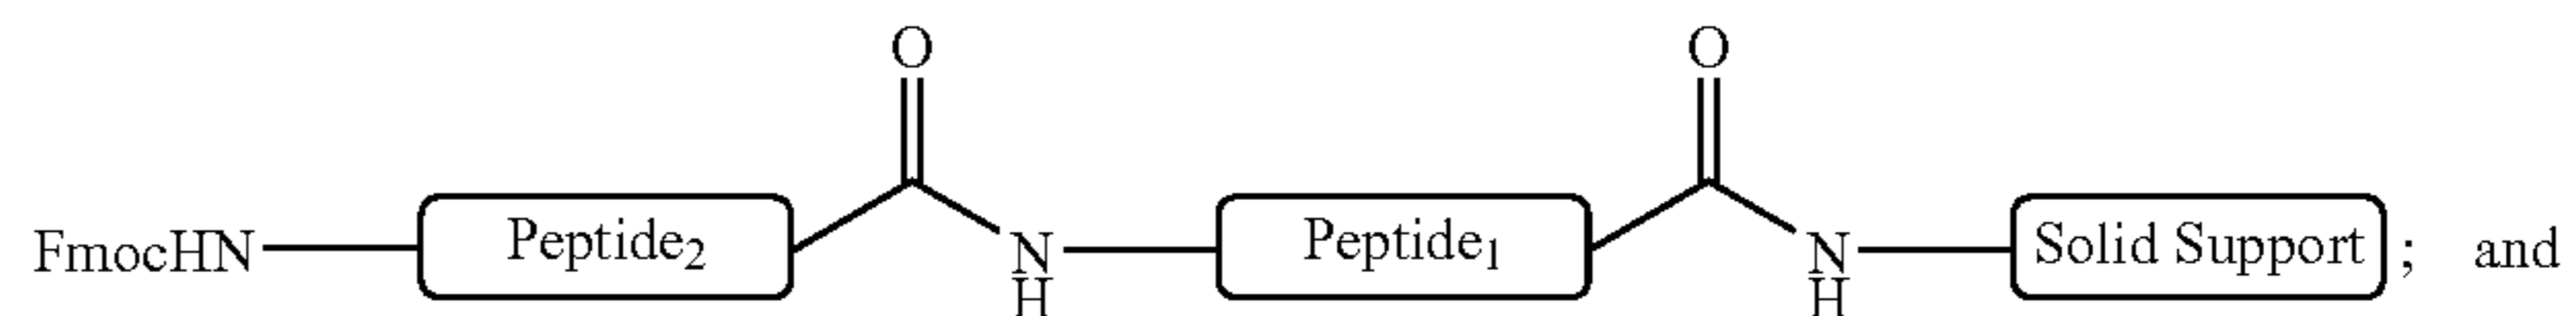 O O
FmocHN Peptide₂ N H Peptide₁ N H Solid Support ; and